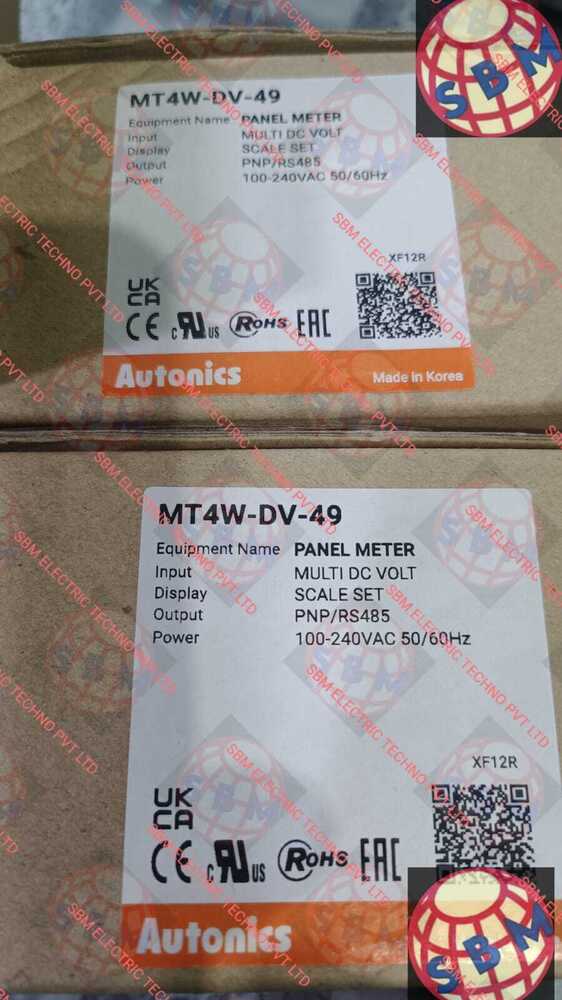 SBM
MT4W-DV-49
Equipment Name PANEL METER
Input MULTI DC VOLT
Display SCALE SET
Output PNP/RS485
Power 100-240VAC 50/60Hz
XF12R
UK
CA
CE c RU us RoHS EAC
Autonics Made in Korea
MT4W-DV-49
Equipment Name PANEL METER
Input MULTI DC VOLT
Display SCALE SET
Output PNP/RS485
Power 100-240VAC 50/60Hz
XF12R
UK
CA
CE c RU us RoHS EAC
Autonics
SBM
SBM ELECTRIC TECHNO PVT LTD